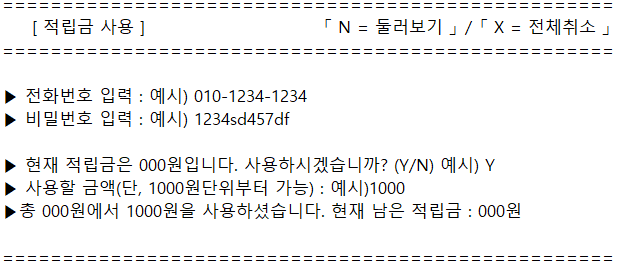 =======================================================
[ 적립금 사용 ] 「 N = 둘러보기 」/「 X = 전체취소 」
=======================================================
▶ 전화번호 입력 : 예시) 010-1234-1234
▶ 비밀번호 입력 : 예시) 1234sd457df
▶ 현재 적립금은 000원입니다. 사용하시겠습니까? (Y/N) 예시) Y
▶ 사용할 금액(단, 1000원단위부터 가능) : 예시)1000
▶총 000원에서 1000원을 사용하셨습니다. 현재 남은 적립금 : 000원
=======================================================